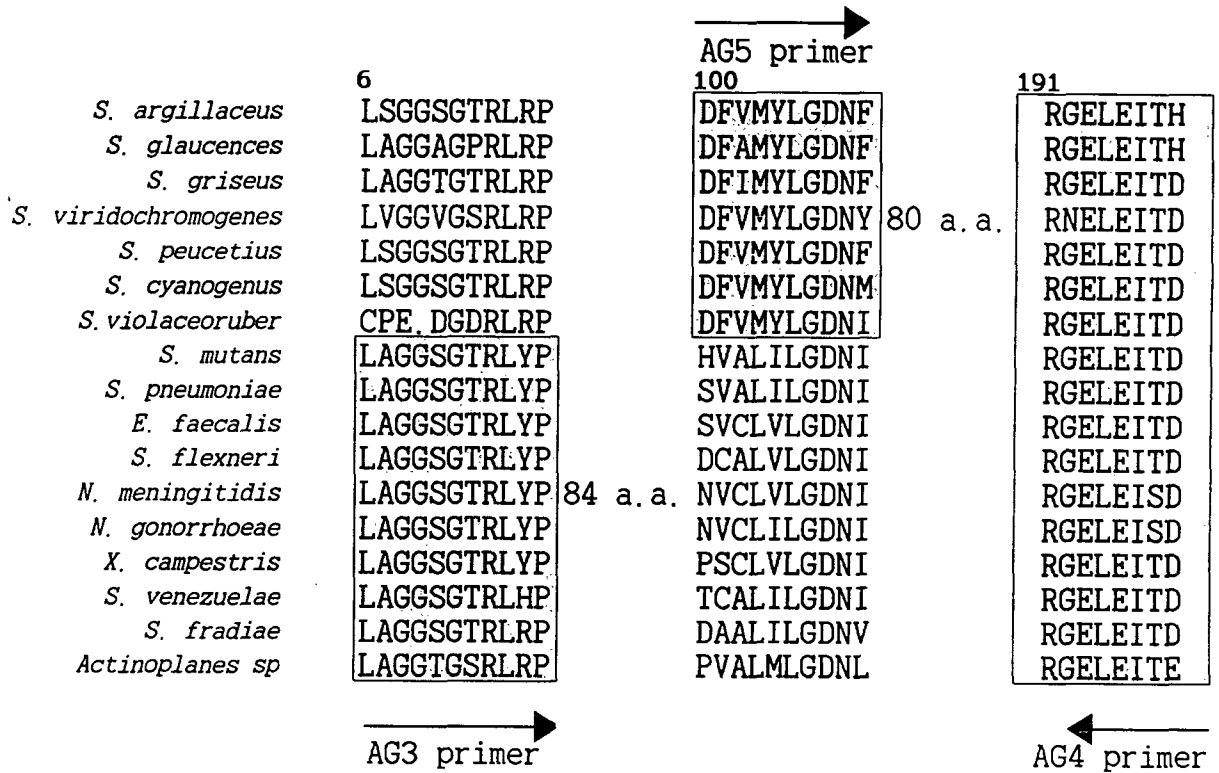 AG5 primer
6 100 191
S. argillaceus LSGGSGTRLRP DFVMYLGDNF RGELEITH
S. glaucences LAGGAGPRLRP DFAMYLGDNF RGELEITH
S. griseus LAGGTGTRLRP DFIMYLGDNF RGELEITD
S. viridochromogenes LVGGVGSRLRP DFVMYLGDNY 80 a.a. RNELEITD
S. peucetius LSGGSGTRLRP DFVMYLGDNF RGELEITD
S. cyanogenus LSGGSGTRLRP DFVMYLGDNM RGELEITD
S. violaceoruber CPE.DGDRLRP DFVMYLGDNI RGELEITD
S. mutans LAGGSGTRLYP HVALILGDNI RGELEITD
S. pneumoniae LAGGSGTRLYP SVALILGDNI RGELEITD
E. faecalis LAGGSGTRLYP SVCLVLGDNI RGELEITD
S. flexneri LAGGSGTRLYP DCALVLGDNI RGELEITD
N. meningitidis LAGGSGTRLYP 84 a.a. NVCLVLGDNI RGELEISD
N. gonorrhoeae LAGGSGTRLYP NVCLILGDNI RGELEISD
X. campestris LAGGSGTRLYP PSCLVLGDNI RGELEITD
S. venezuelae LAGGSGTRLHP TCALILGDNI RGELEITD
S. fradiae LAGGSGTRLRP DAALILGDNV RGELEITD
Actinoplanes sp LAGGTGSRLRP PVALMLGDNL RGELEITE
AG3 primer AG4 primer